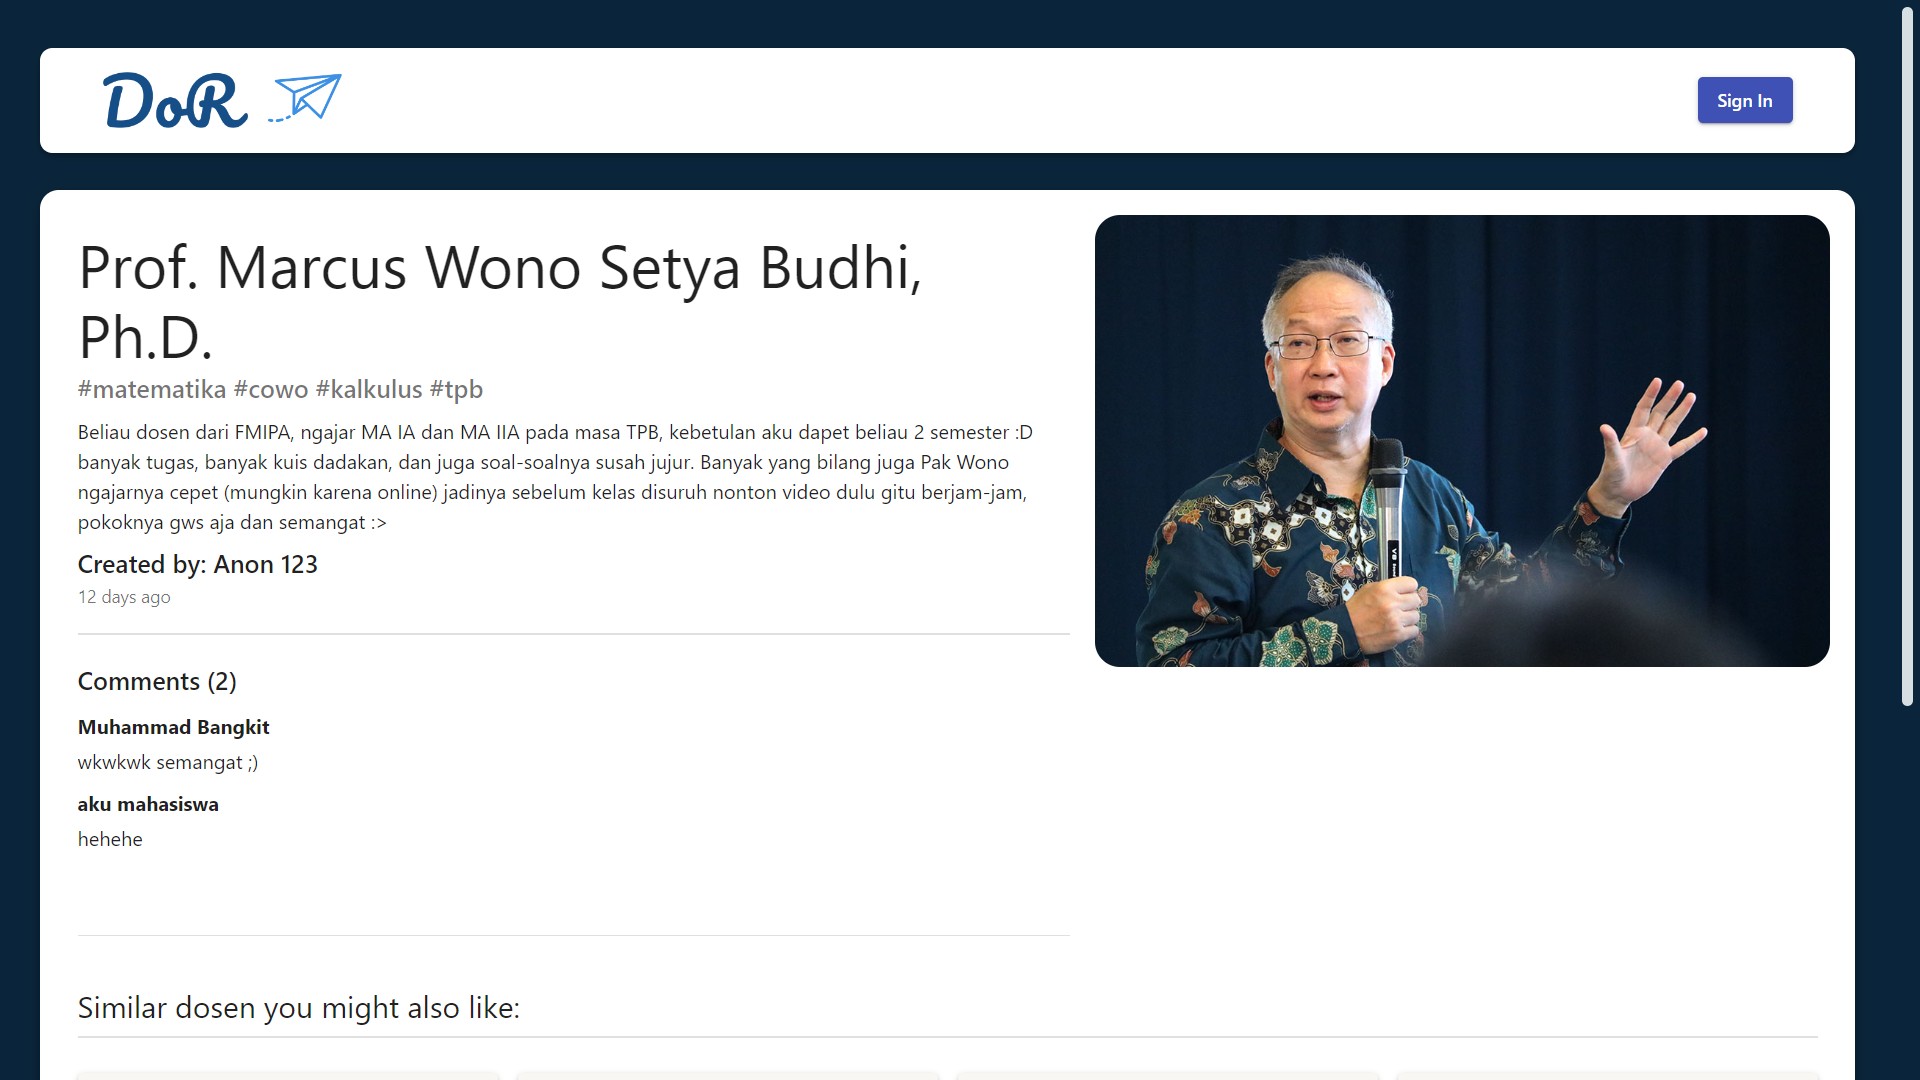 DoR
Sign In
Prof. Marcus Wono Setya Budhi,
Ph.D.
#matematika #cowo #kalkulus #tpb
Beliau dosen dari FMIPA, ngajar MA IA dan MA IIA pada masa TPB, kebetulan aku dapet beliau 2 semester :D
banyak tugas, banyak kuis dadakan, dan juga soal-soalnya susah jujur. Banyak yang bilang juga Pak Wono
ngajarnya cepet (mungkin karena online) jadinya sebelum kelas disuruh nonton video dulu gitu berjam-jam,
pokoknya gws aja dan semangat :>
Created by: Anon 123
12 days ago
Comments (2)
Muhammad Bangkit
wkwkwk semangat ;)
aku mahasiswa
hehehe
Similar dosen you might also like: